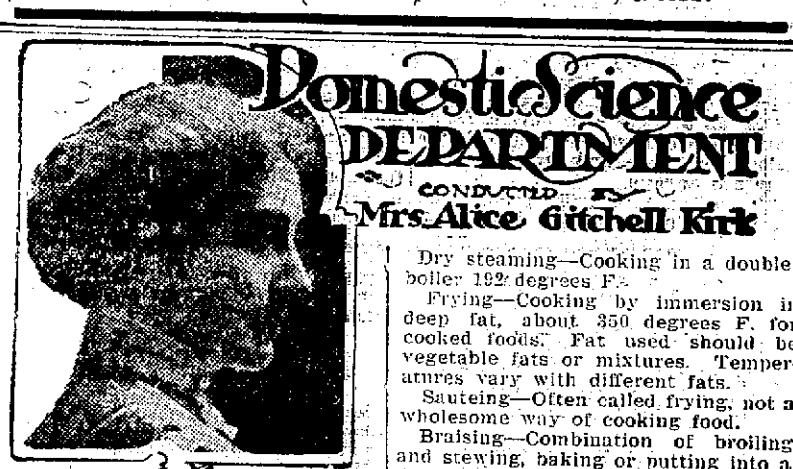 Domestic Science
DEPARTMENT
CONDUCTED BY
Mrs. Alice Gitchell Kirk
Dry steaming—Cooking in a double
boiler 192 degrees F.
Frying—Cooking by immersion in
deep fat, about 350 degrees F. for
cooked foods. Fat used should be
vegetable fats or mixtures. Temper-
atures vary with different fats.
Sauteing—Often called frying, not a
wholesome way of cooking food.
Braising—Combination of broiling
and stewing, baking or putting into a